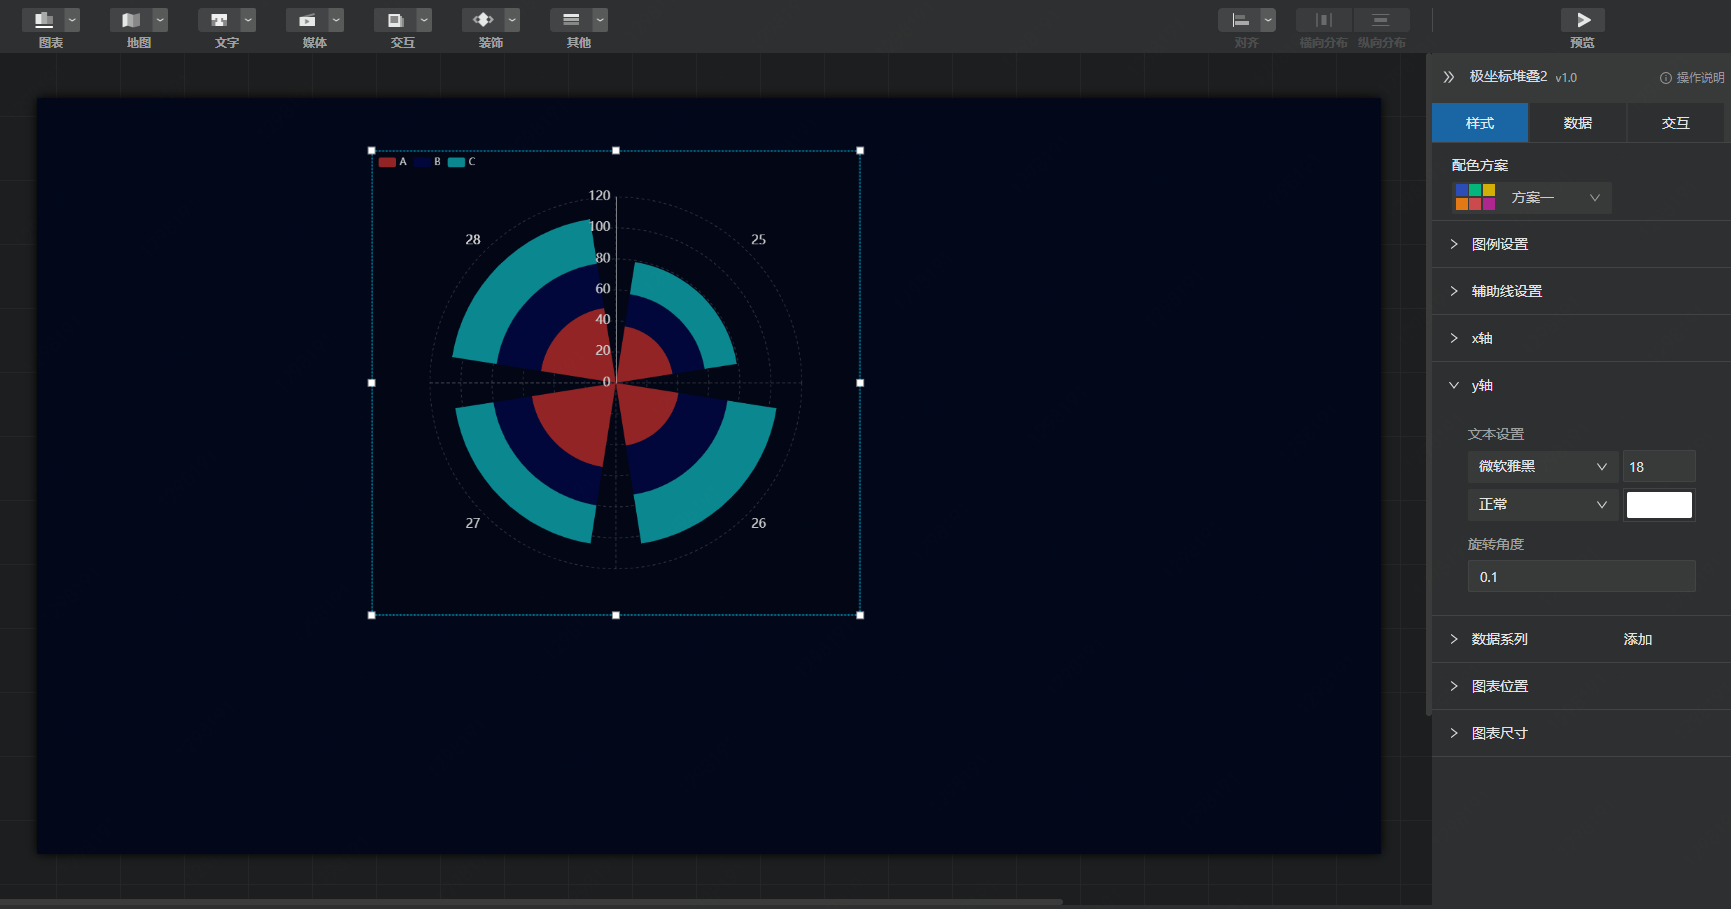 图表
地图
文字
媒体
交互
装饰
其他
对齐
横向分布
纵向分布
预览
极坐标堆叠2 v1.0
操作说明
样式
数据
交互
配色方案
方案一
图例设置
辅助线设置
x轴
y轴
文本设置
微软雅黑
18
正常
旋转角度
0.1
数据系列
添加
图表位置
图表尺寸
A B C
120
100
80
60
40
20
0
28
25
27
26